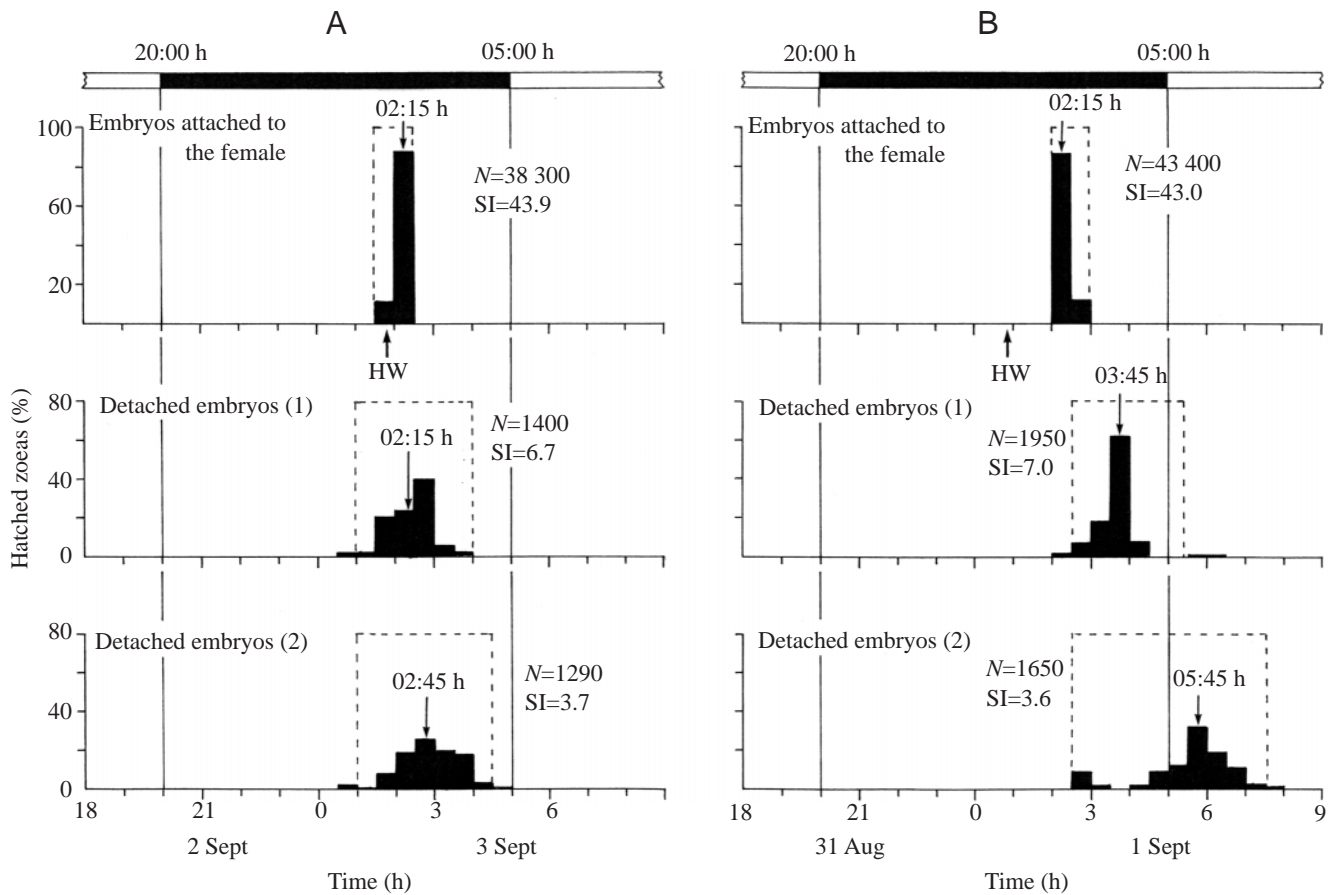 A
20:00 h
05:00 h
02:15 h
Embryos attached to
the female
N=38 300
SI=43.9
100
60
20
HW
Detached embryos (1)
02:15 h
N=1400
SI=6.7
80
40
0
Detached embryos (2)
02:45 h
N=1290
SI=3.7
80
40
0
18
21
0
3
6
2 Sept
3 Sept
Time (h)
Hatched zoeas (%)
B
20:00 h
05:00 h
02:15 h
Embryos attached to
the female
N=43 400
SI=43.0
HW
03:45 h
Detached embryos (1)
N=1950
SI=7.0
Detached embryos (2)
N=1650
SI=3.6
05:45 h
18
21
0
3
6
9
31 Aug
1 Sept
Time (h)